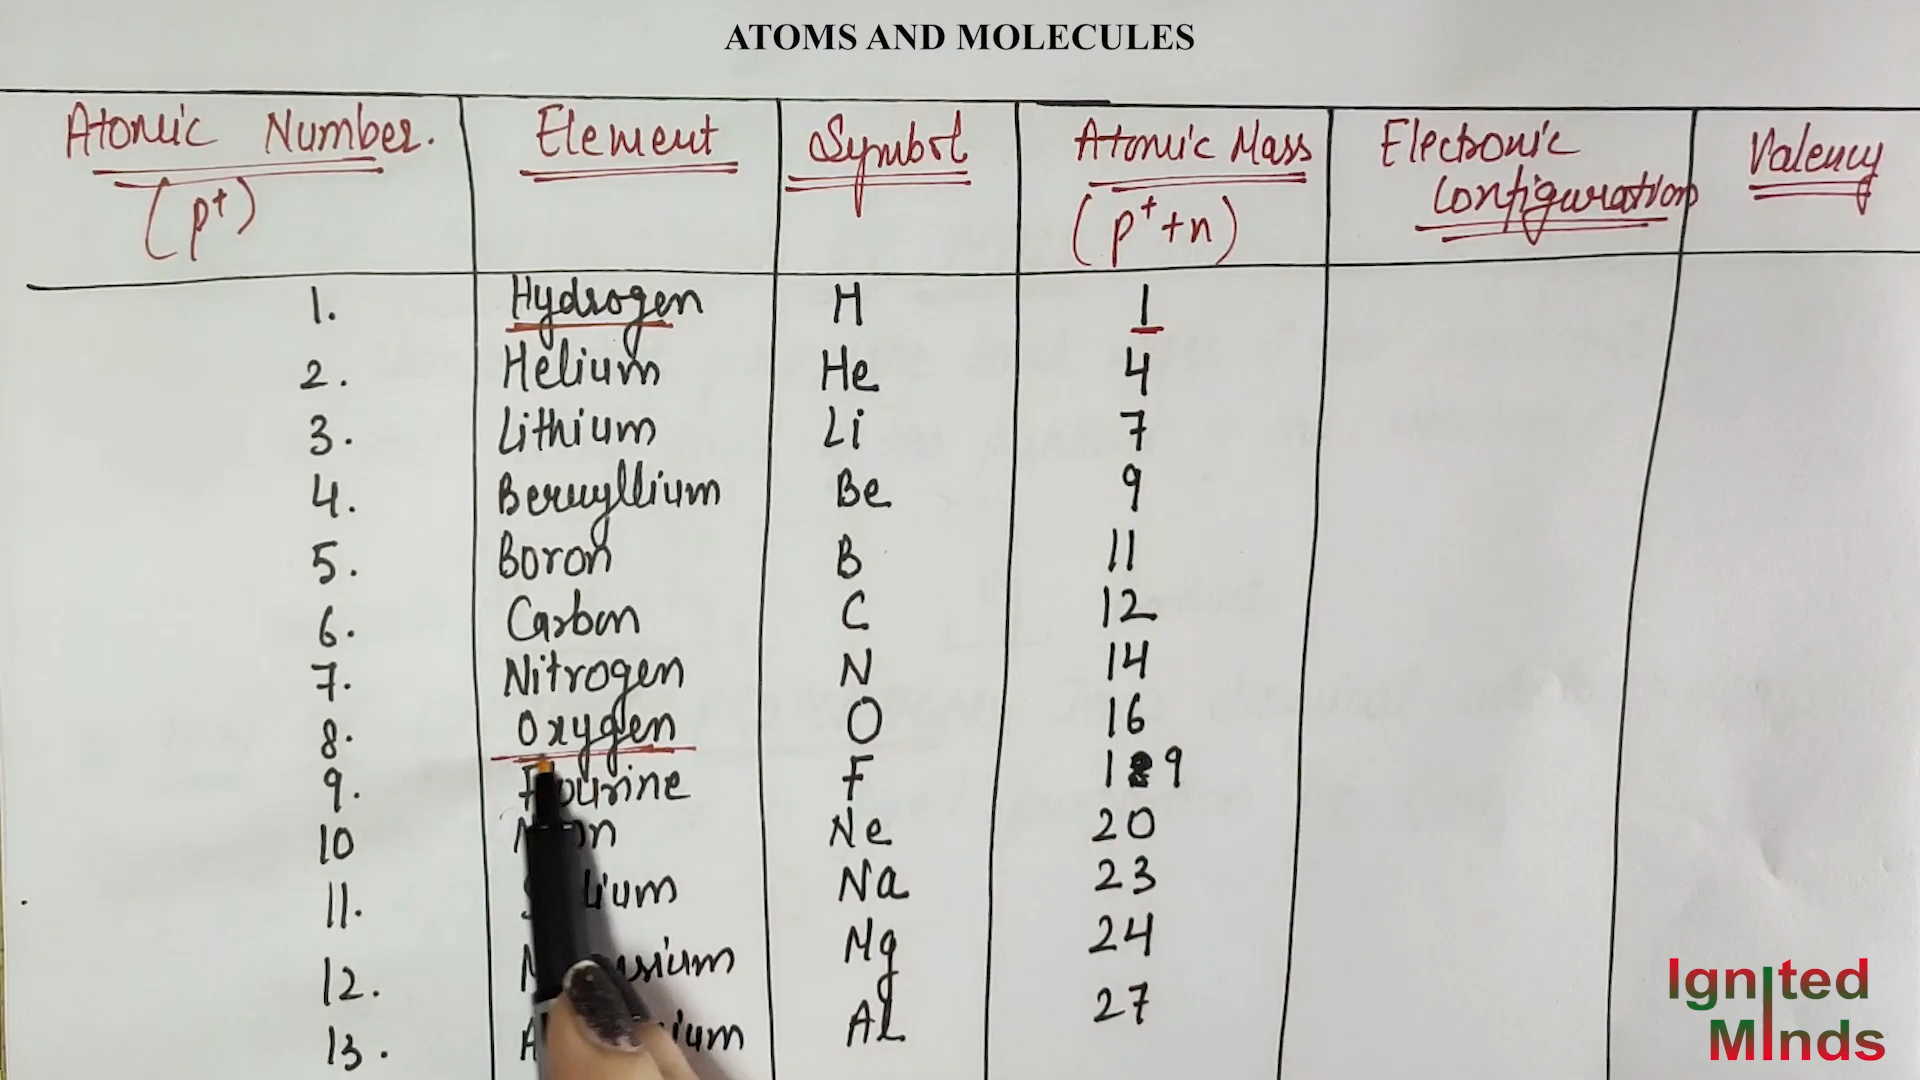 ATOMS AND MOLECULES
Atomic Number. Element Symbol Atomic Mass Electronic Configuration Valency
(p+) (p+ + n)
1. Hydrogen H 1
2. Helium He 4
3. Lithium Li 7
4. Beryllium Be 9
5. Boron B 11
6. Carbon C 12
7. Nitrogen N 14
8. Oxygen O 16
9. F 19
10 Ne 20
11. Na 23
12. Mg 24
13. Al 27
Ignited
Minds